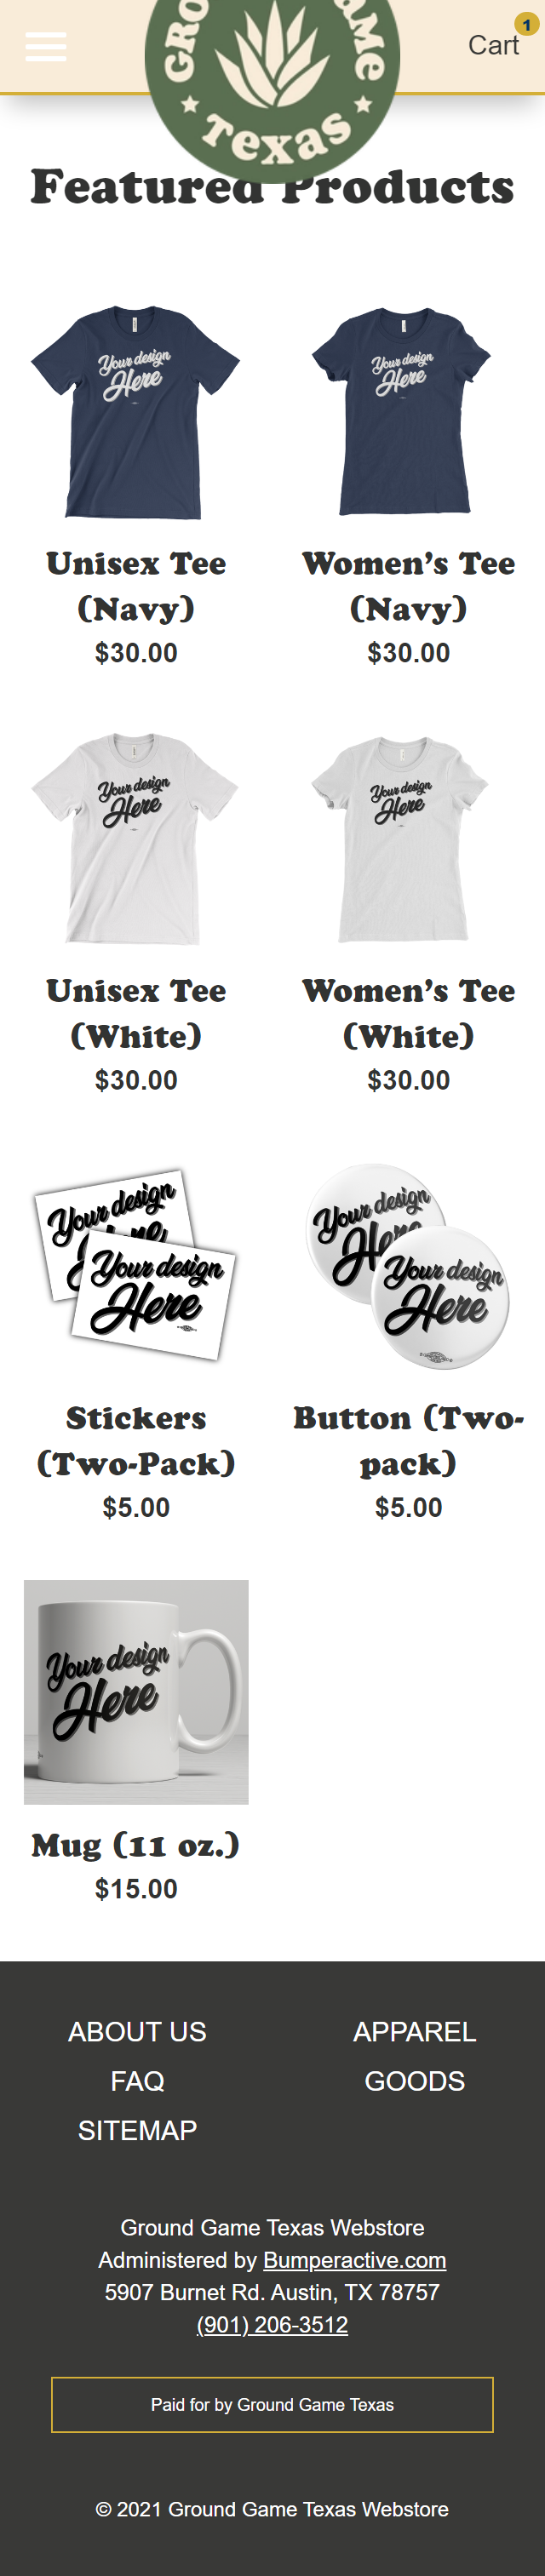 GRO
AME
Texas
Cart
1
Featured Products
Your design
Here
Your design
Here
Unisex Tee
(Navy)
$30.00
Women's Tee
(Navy)
$30.00
Your design
Here
Your design
Here
Unisex Tee
(White)
$30.00
Women's Tee
(White)
$30.00
Your design
Your design
Here
Your design
Here
Your design
Here
Stickers
(Two-Pack)
$5.00
Button (Two-
pack)
$5.00
Your design
Here
Mug (11 oz.)
$15.00
ABOUT US
APPAREL
FAQ
GOODS
SITEMAP
Ground Game Texas Webstore
Administered by Bumperactive.com
5907 Burnet Rd. Austin, TX 78757
(901) 206-3512
Paid for by Ground Game Texas
© 2021 Ground Game Texas Webstore